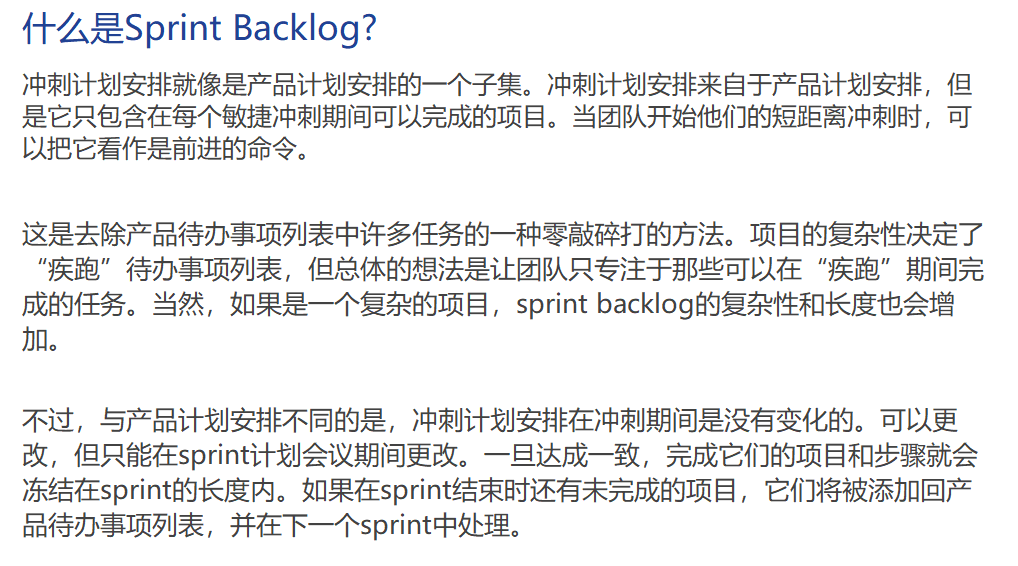 什么是Sprint Backlog?
冲刺计划安排就像是产品计划安排的一个子集。冲刺计划安排来自于产品计划安排，但
是它只包含在每个敏捷冲刺期间可以完成的项目。当团队开始他们的短距离冲刺时，可
以把它看作是前进的命令。
这是去除产品待办事项列表中许多任务的一种零敲碎打的方法。项目的复杂性决定了
“疾跑”待办事项列表，但总体的想法是让团队只专注于那些可以在“疾跑”期间完
成的任务。当然，如果是一个复杂的项目，sprint backlog的复杂性和长度也会增
加。
不过，与产品计划安排不同的是，冲刺计划安排在冲刺期间是没有变化的。可以更
改，但只能在sprint计划会议期间更改。一旦达成一致，完成它们的项目和步骤就会
冻结在sprint的长度内。如果在sprint结束时还有未完成的项目，它们将被添加回产
品待办事项列表，并在下一个sprint中处理。